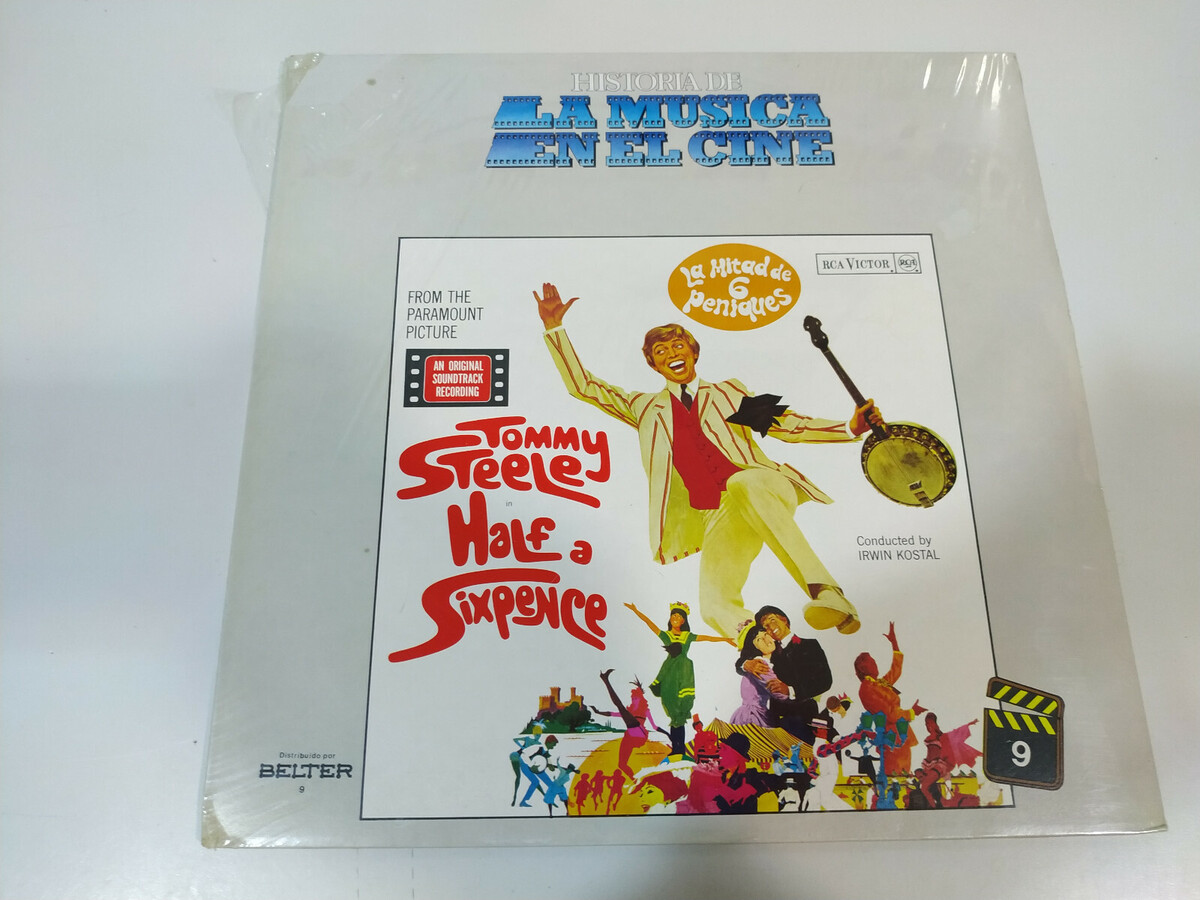 HISTORIA DE
LA MUSICA
EN EL CINE
La Mitad de
6
peniques
RCA VICTOR
RCA
FROM THE
PARAMOUNT
PICTURE
AN ORIGINAL
SOUNDTRACK
RECORDING
TOMMY
STEELE
in
Half a
SixpeNce
Conducted by
IRWIN KOSTAL
Distribuido por
BELTER
9
9